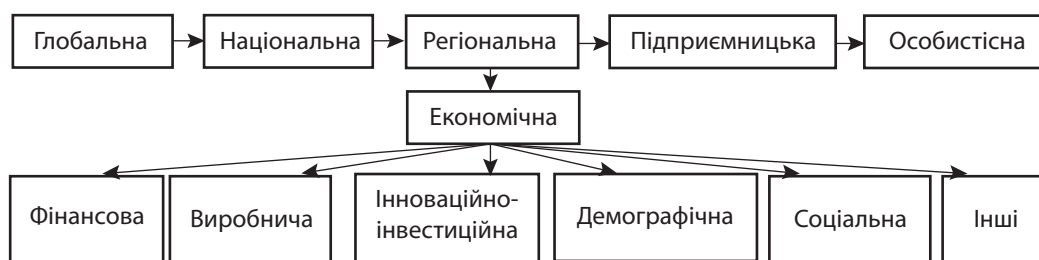 Глобальна
Національна
Регіональна
Підприємницька
Особистісна
Економічна
Фінансова
Виробнича
Інноваційно-
інвестиційна
Демографічна
Соціальна
Інші